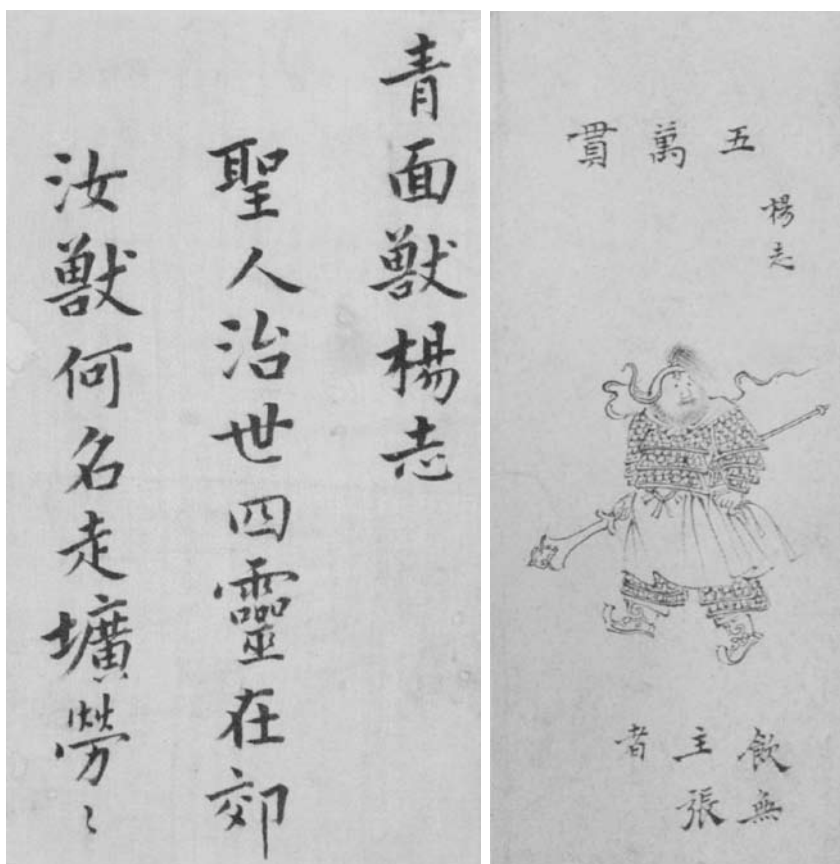 青面獸楊志
聖人治世四靈在郊
汝獸何名走壙勞〻
五萬貫
楊志
飲無
主張
者